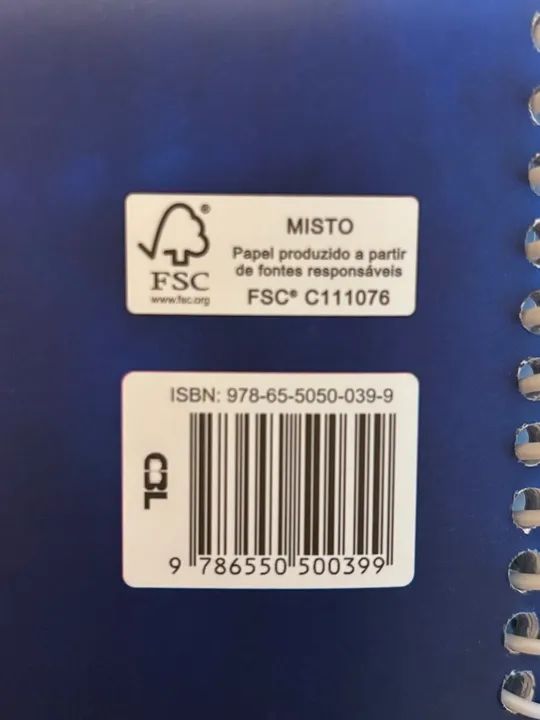 MISTO
Papel produzido a partir
de fontes responsáveis
FSC® C111076
®
FSC
www.fsc.org
ISBN: 978-65-5050-039-9
CBL
9 786550 500399